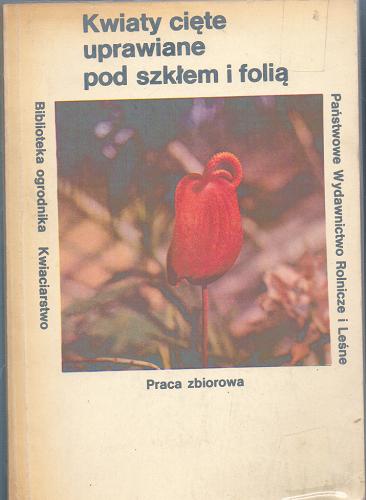 Kwiaty cięte
uprawiane
pod szkłem i folią
Biblioteka ogrodnika Kwiaciarstwo
Państwowe Wydawnictwo Rolnicze i Leśne
Praca zbiorowa